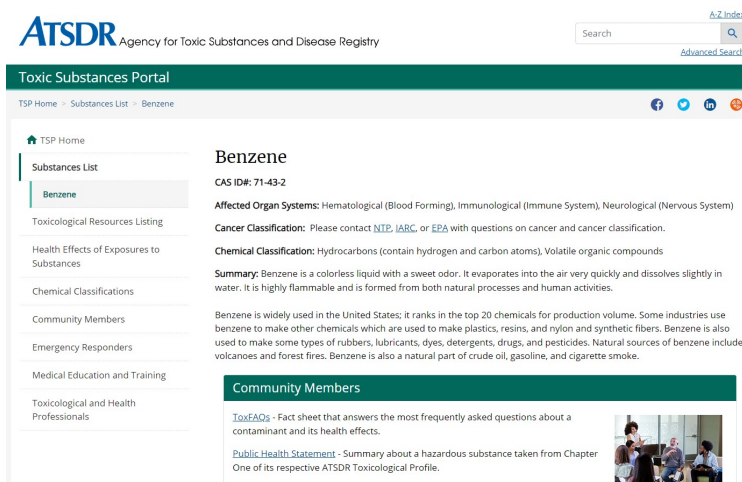 A-Z Index
ATSDR Agency for Toxic Substances and Disease Registry
Search
Advanced Search
Toxic Substances Portal
TSP Home > Substances List > Benzene
TSP Home
Substances List
Benzene
Toxicological Resources Listing
Health Effects of Exposures to
Substances
Chemical Classifications
Community Members
Emergency Responders
Medical Education and Training
Toxicological and Health
Professionals
Benzene
CAS ID#: 71-43-2
Affected Organ Systems: Hematological (Blood Forming), Immunological (Immune System), Neurological (Nervous System)
Cancer Classification: Please contact NTP, IARC, or EPA with questions on cancer and cancer classification.
Chemical Classification: Hydrocarbons (contain hydrogen and carbon atoms), Volatile organic compounds
Summary: Benzene is a colorless liquid with a sweet odor. It evaporates into the air very quickly and dissolves slightly in
water. It is highly flammable and is formed from both natural processes and human activities.
Benzene is widely used in the United States; it ranks in the top 20 chemicals for production volume. Some industries use
benzene to make other chemicals which are used to make plastics, resins, and nylon and synthetic fibers. Benzene is also
used to make some types of rubbers, lubricants, dyes, detergents, drugs, and pesticides. Natural sources of benzene include
volcanoes and forest fires. Benzene is also a natural part of crude oil, gasoline, and cigarette smoke.
Community Members
ToxFAQs - Fact sheet that answers the most frequently asked questions about a
contaminant and its health effects.
Public Health Statement - Summary about a hazardous substance taken from Chapter
One of its respective ATSDR Toxicological Profile.